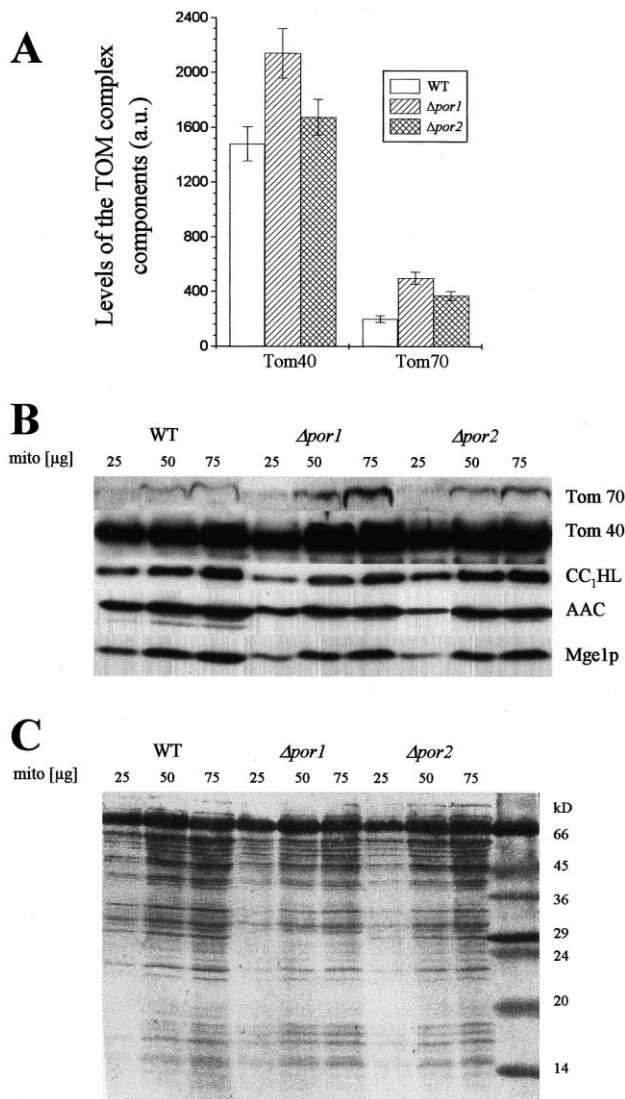 A
Levels of the TOM complex
components (a.u.)
2400
2200
1800
1400
1200
800
400
0
WT
Δpor1
Δpor2
Tom40
Tom70
B
WT Δpor1 Δpor2
mito [µg] 25 50 75 25 50 75 25 50 75
Tom 70
Tom 40
CC1HL
AAC
Mge1p
C
WT Δpor1 Δpor2
mito [µg] 25 50 75 25 50 75 25 50 75
kD
66
45
36
29
24
20
14